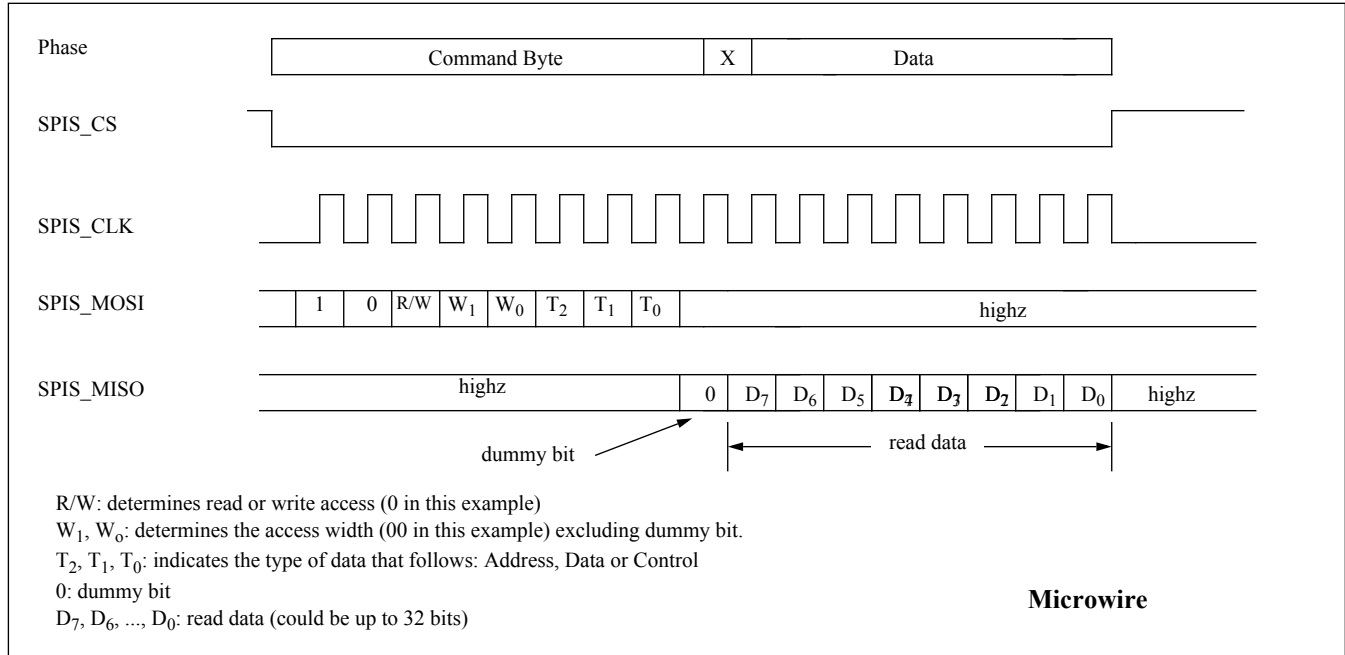 Phase
Command Byte X Data
SPIS_CS
SPIS_CLK
SPIS_MOSI 1 0 R/W W1 W0 T2 T1 T0 highz
SPIS_MISO highz 0 D7 D6 D5 D1 D0 highz
dummy bit read data
R/W: determines read or write access (0 in this example)
W1, Wo: determines the access width (00 in this example) excluding dummy bit.
T2, T1, T0: indicates the type of data that follows: Address, Data or Control
0: dummy bit
D7, D6, ..., D0: read data (could be up to 32 bits)
Microwire